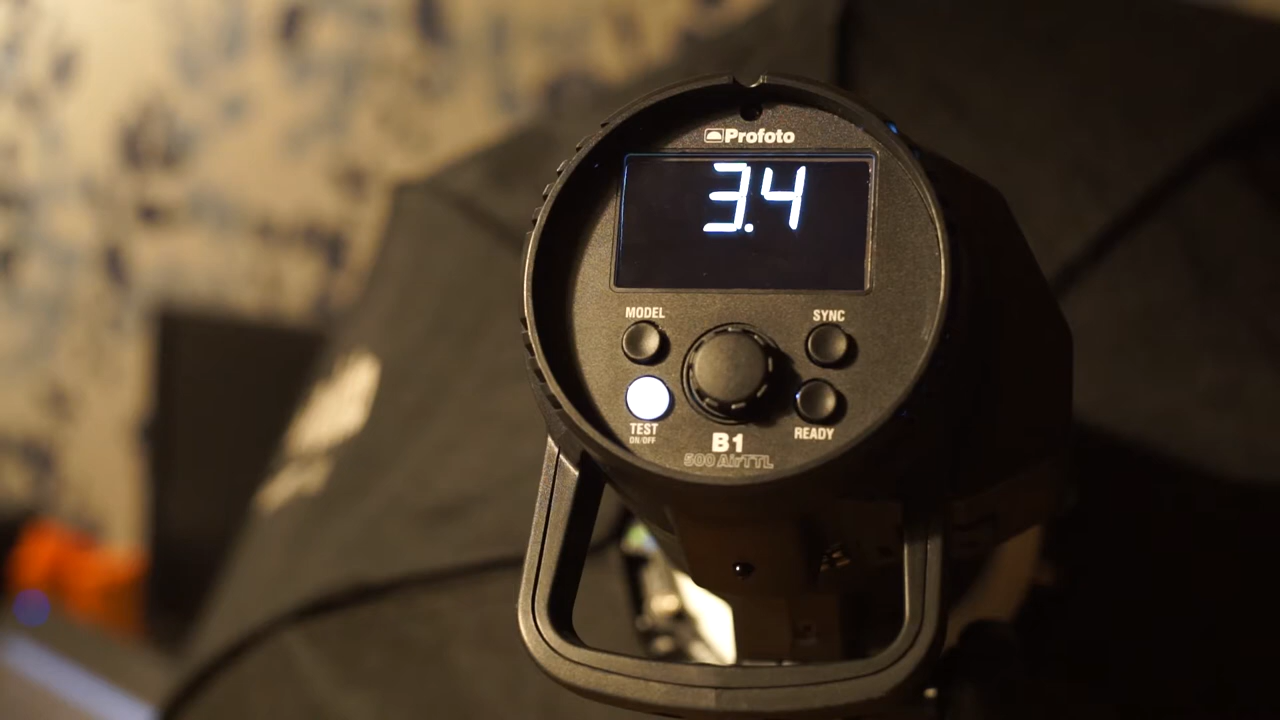 Profoto
3.4
MODEL
SYNC
TEST
ON/OFF
READY
B1
500 AirTTL